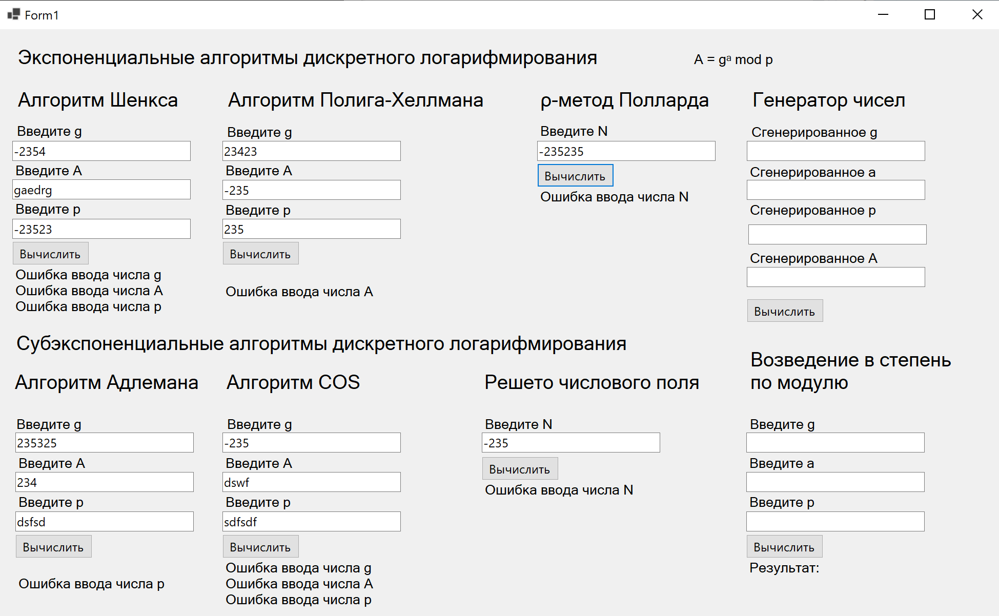 Form1
Экспоненциальные алгоритмы дискретного логарифмирования
A = gᵃ mod p
Алгоритм Шенкса
Введите g
-2354
Введите A
gaedrg
Введите p
-23523
Вычислить
Ошибка ввода числа g
Ошибка ввода числа A
Ошибка ввода числа p
Алгоритм Полига-Хеллмана
Введите g
23423
Введите A
-235
Введите p
235
Вычислить
Ошибка ввода числа A
ρ-метод Полларда
Введите N
-235235
Вычислить
Ошибка ввода числа N
Генератор чисел
Сгенерированное g
Сгенерированное a
Сгенерированное p
Сгенерированное A
Вычислить
Субэкспоненциальные алгоритмы дискретного логарифмирования
Алгоритм Адлемана
Введите g
235325
Введите A
234
Введите p
dsfsd
Вычислить
Ошибка ввода числа p
Алгоритм COS
Введите g
-235
Введите A
dswf
Введите p
sdfsdf
Вычислить
Ошибка ввода числа g
Ошибка ввода числа A
Ошибка ввода числа p
Решето числового поля
Введите N
-235
Вычислить
Ошибка ввода числа N
Возведение в степень
по модулю
Введите g
Введите a
Введите p
Вычислить
Результат: